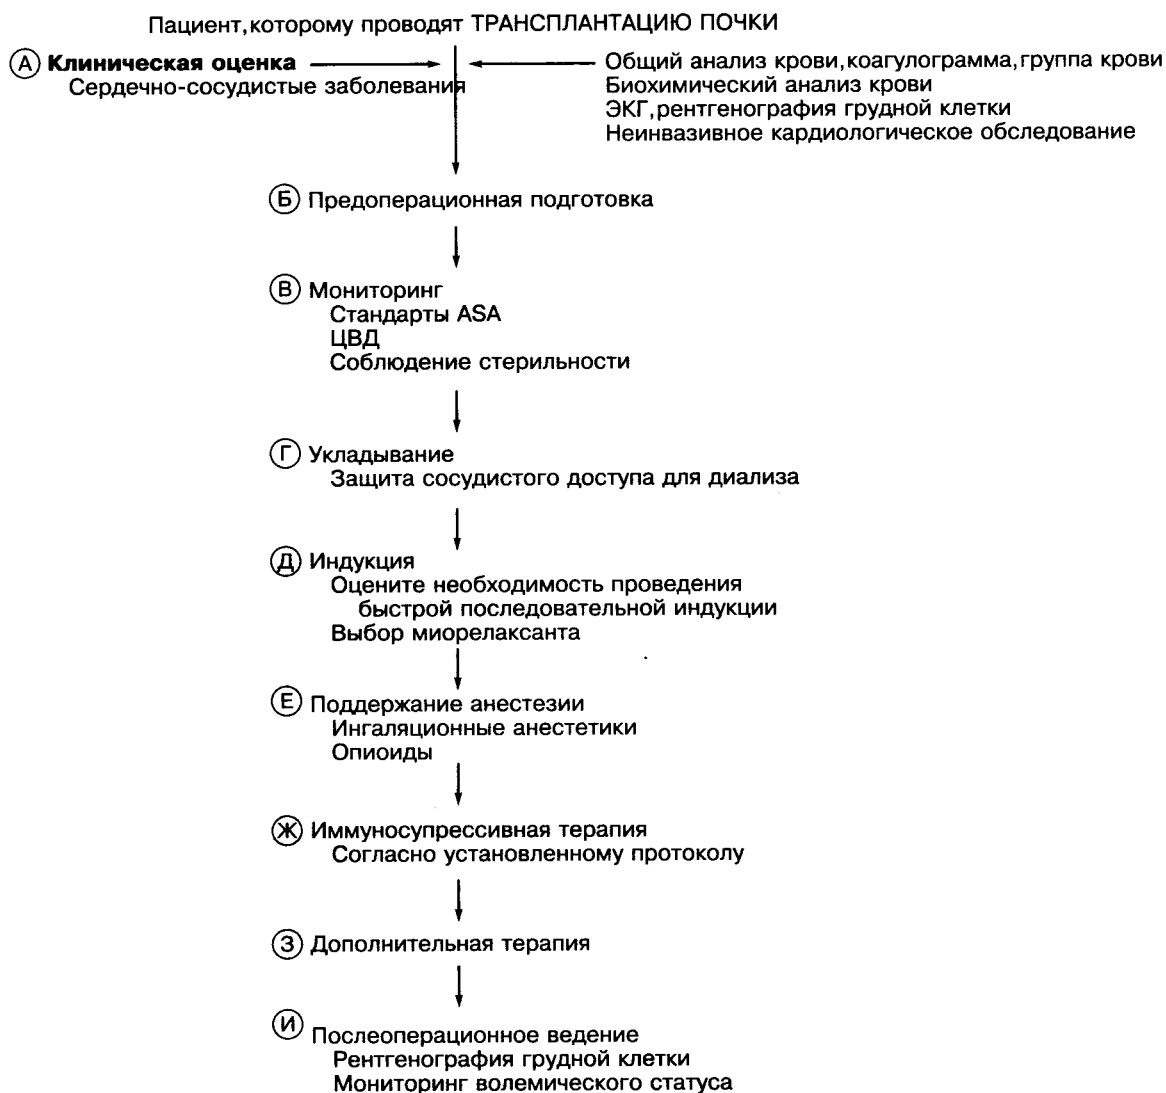 Пациент,которому проводят ТРАНСПЛАНТАЦИЮ ПОЧКИ
А Клиническая оценка
Сердечно-сосудистые заболевания
Общий анализ крови,коагулограмма,группа крови
Биохимический анализ крови
ЭКГ,рентгенография грудной клетки
Неинвазивное кардиологическое обследование
Б Предоперационная подготовка
В Мониторинг
Стандарты ASA
ЦВД
Соблюдение стерильности
Г Укладывание
Защита сосудистого доступа для диализа
Д Индукция
Оцените необходимость проведения
быстрой последовательной индукции
Выбор миорелаксанта
Е Поддержание анестезии
Ингаляционные анестетики
Опиоиды
Ж Иммуносупрессивная терапия
Согласно установленному протоколу
З Дополнительная терапия
И Послеоперационное ведение
Рентгенография грудной клетки
Мониторинг волемического статуса